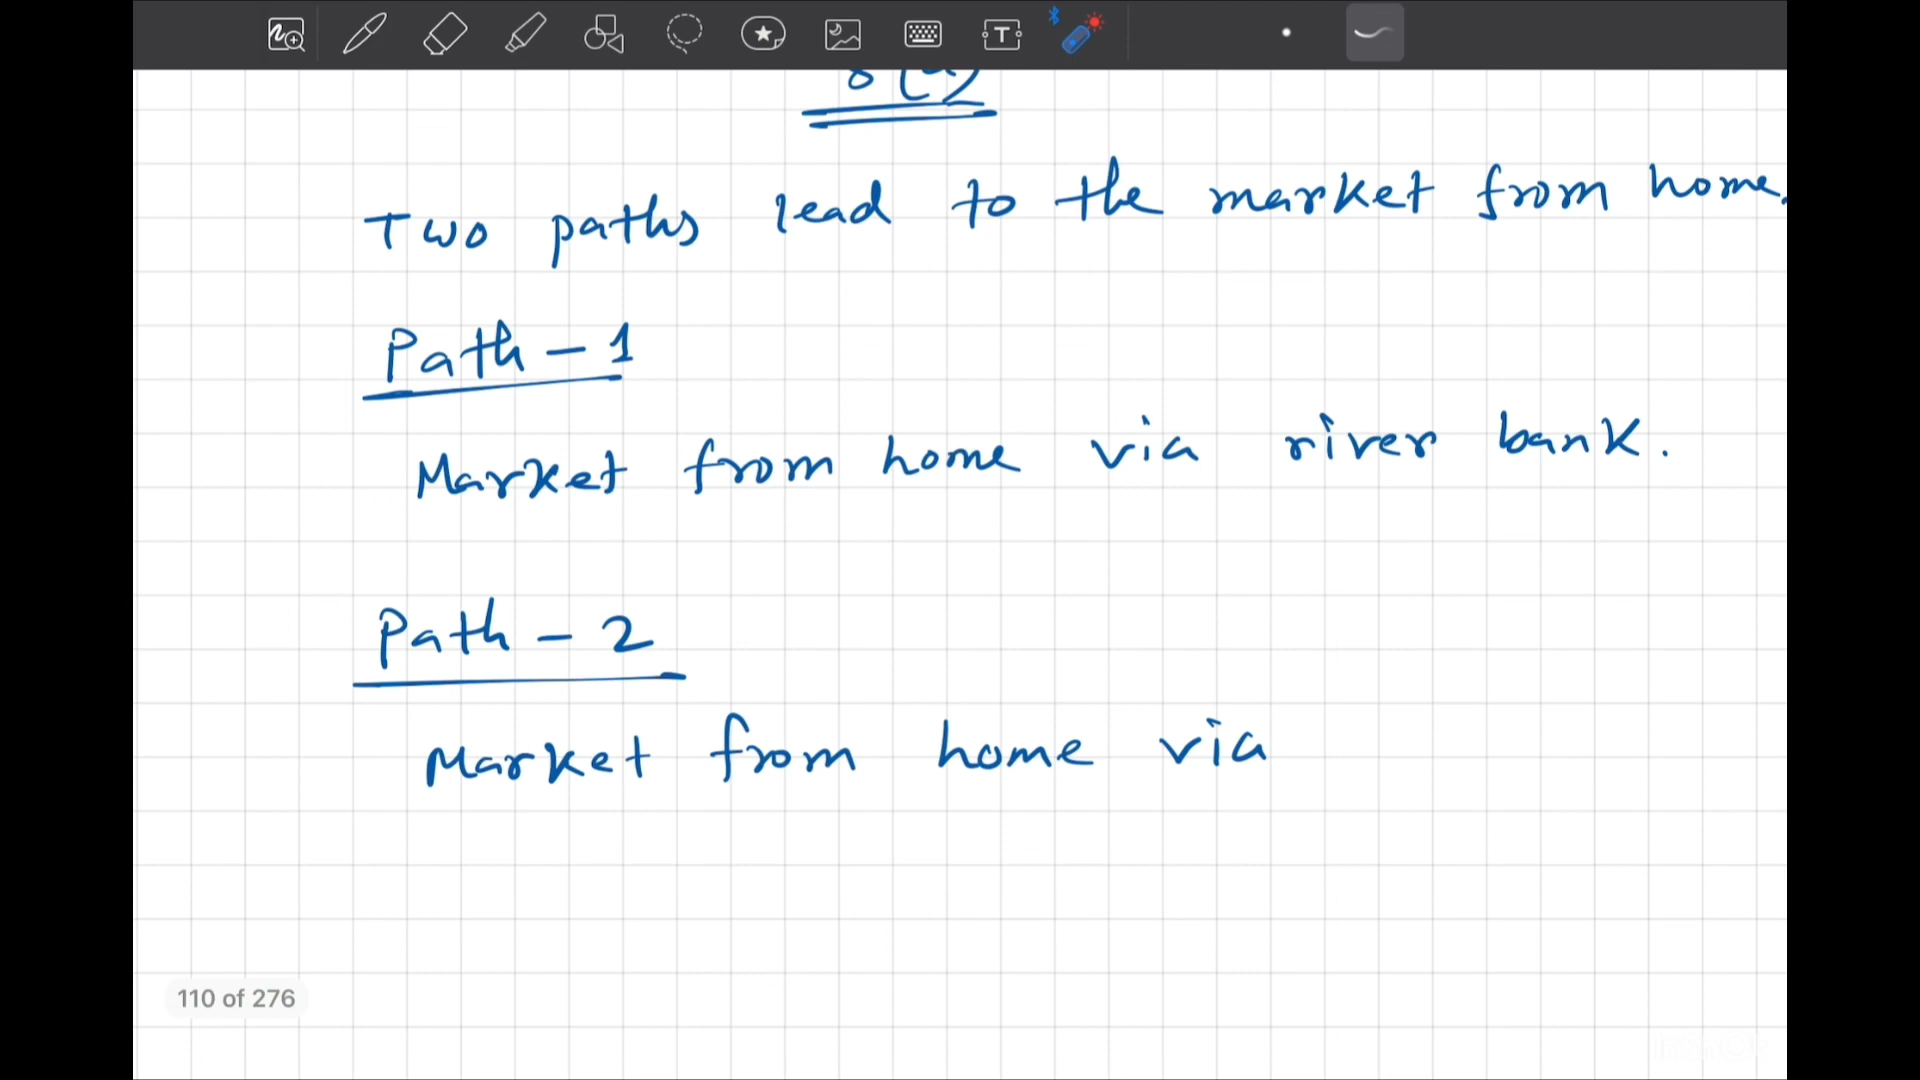 Two paths lead to the market from home.
Path - 1
Market from home via river bank.
Path - 2
Market from home via
110 of 276